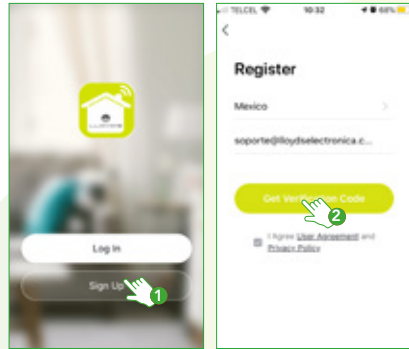 Log In
Sign Up
1
TELCEL 10:32 68%
Register
Mexico
soporte@lloydselectronica.c...
Get Verification Code
2
I Agree User Agreement and
Privacy Policy